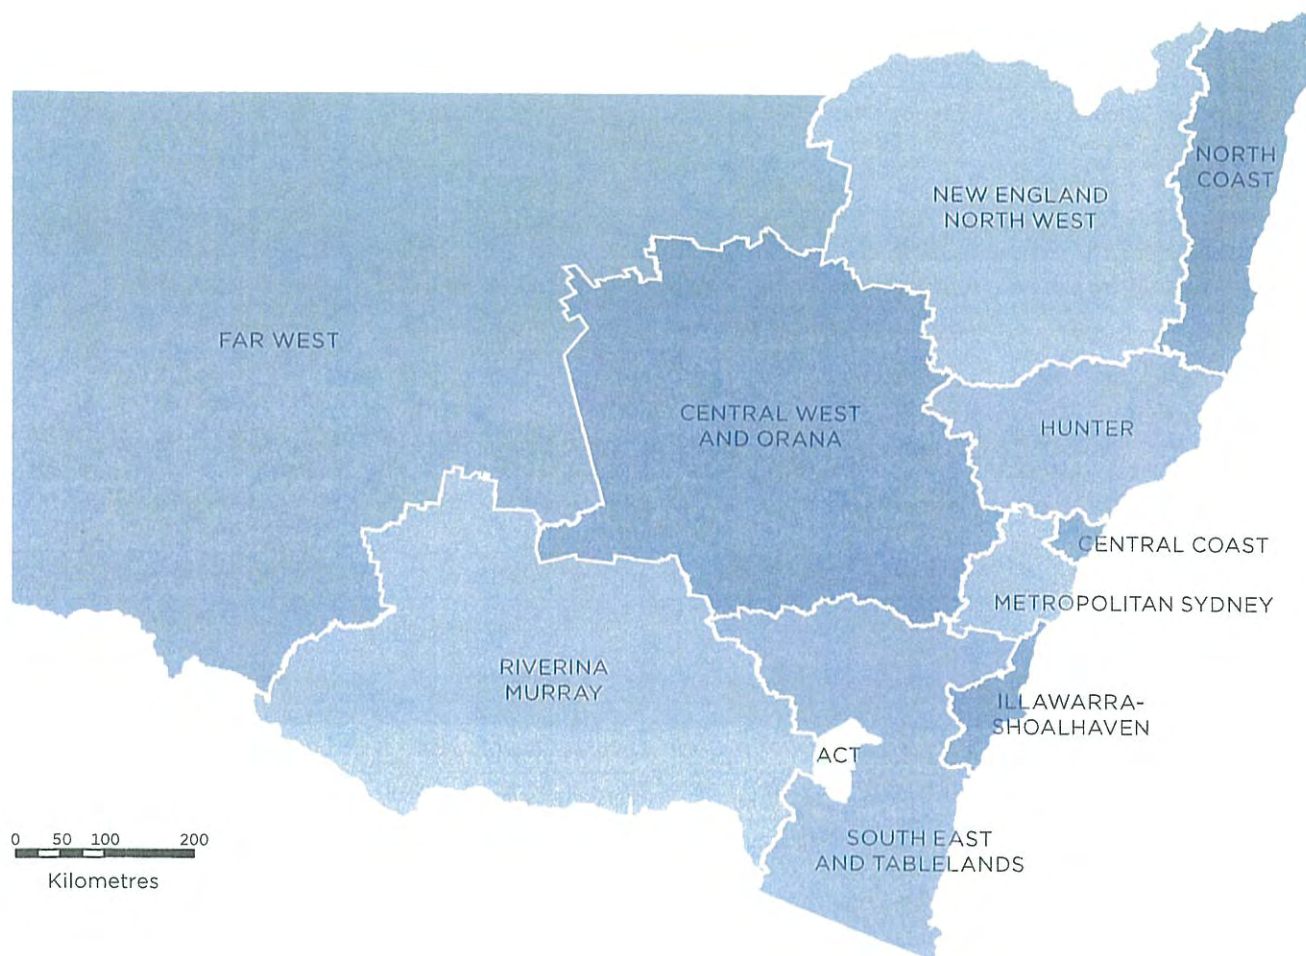 NORTH
COAST
NEW ENGLAND
NORTH WEST
FAR WEST
CENTRAL WEST
AND ORANA
HUNTER
CENTRAL COAST
METROPOLITAN SYDNEY
RIVERINA
MURRAY
ILLAWARRA-
SHOALHAVEN
ACT
SOUTH EAST
AND TABLELANDS
0 50 100 200
Kilometres